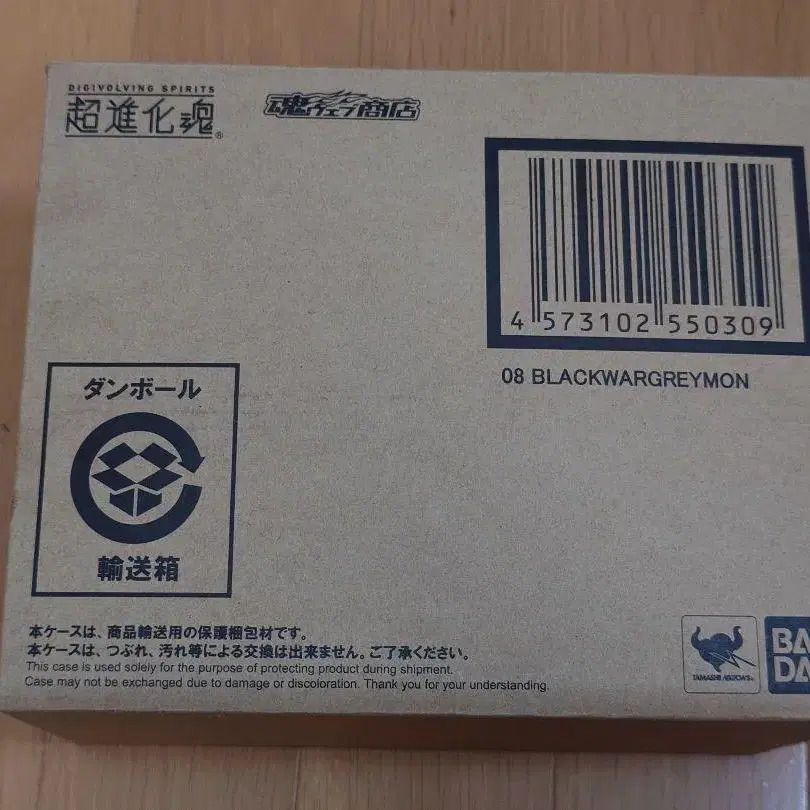 DIGIVOLVING SPIRITS
超進化魂®
魂ウェブ商店
4 573102 550309
08 BLACKWARGREYMON
ダンボール
輸送箱
本ケースは、商品輸送用の保護梱包材です。
本ケースは、つぶれ、汚れ等による交換は出来ません。ご了承ください。
This case is used solely for the purpose of protecting product during shipment.
Case may not be exchanged due to damage or discoloration. Thank you for your understanding.
TAMASHII NATIONS
BA
DA